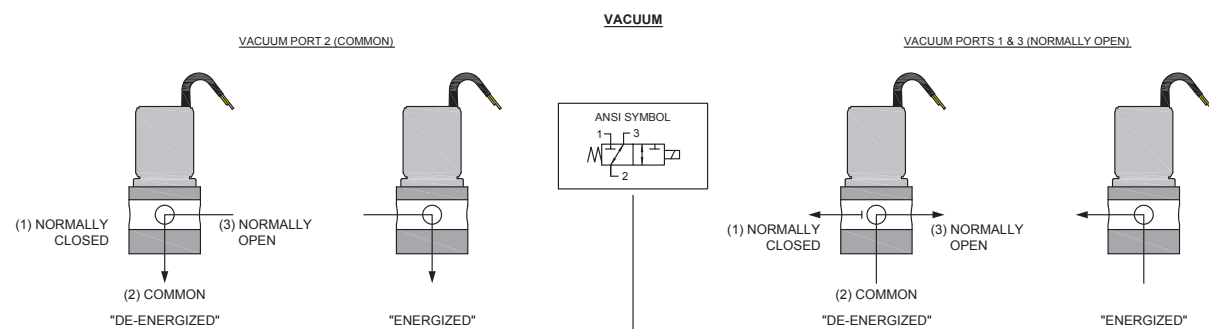 VACUUM
VACUUM PORT 2 (COMMON)
(1) NORMALLY
CLOSED
(3) NORMALLY
OPEN
(2) COMMON
"DE-ENERGIZED"
"ENERGIZED"
ANSI SYMBOL
1
3
2
VACUUM PORTS 1 & 3 (NORMALLY OPEN)
(1) NORMALLY
CLOSED
(3) NORMALLY
OPEN
(2) COMMON
"DE-ENERGIZED"
"ENERGIZED"